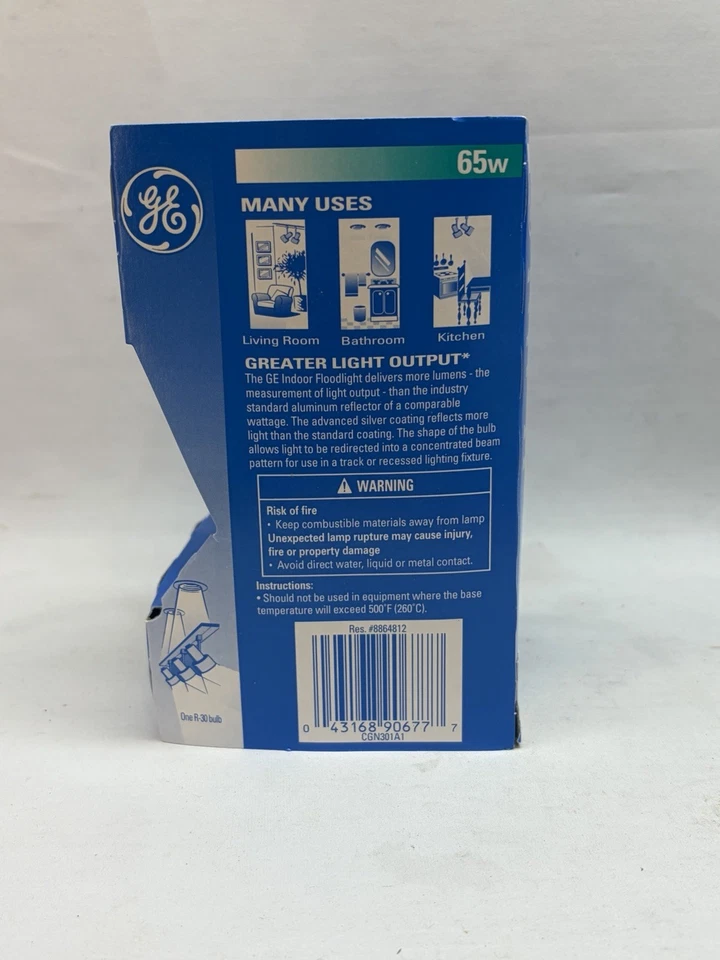 GE
65W
MANY USES
Living Room
Bathroom
Kitchen
GREATER LIGHT OUTPUT*
The GE Indoor Floodlight delivers more lumens - the
measurement of light output - than the industry
standard aluminum reflector of a comparable
wattage. The advanced silver coating reflects more
light than the standard coating. The shape of the bulb
allows light to be redirected into a concentrated beam
pattern for use in a track or recessed lighting fixture.
⚠ WARNING
Risk of fire
• Keep combustible materials away from lamp
Unexpected lamp rupture may cause injury,
fire or property damage
• Avoid direct water, liquid or metal contact.
Instructions:
• Should not be used in equipment where the base
temperature will exceed 500˚F (260˚C).
One R-30 bulb
Res. #8864812
0 43168 90677 7
CGN301A1